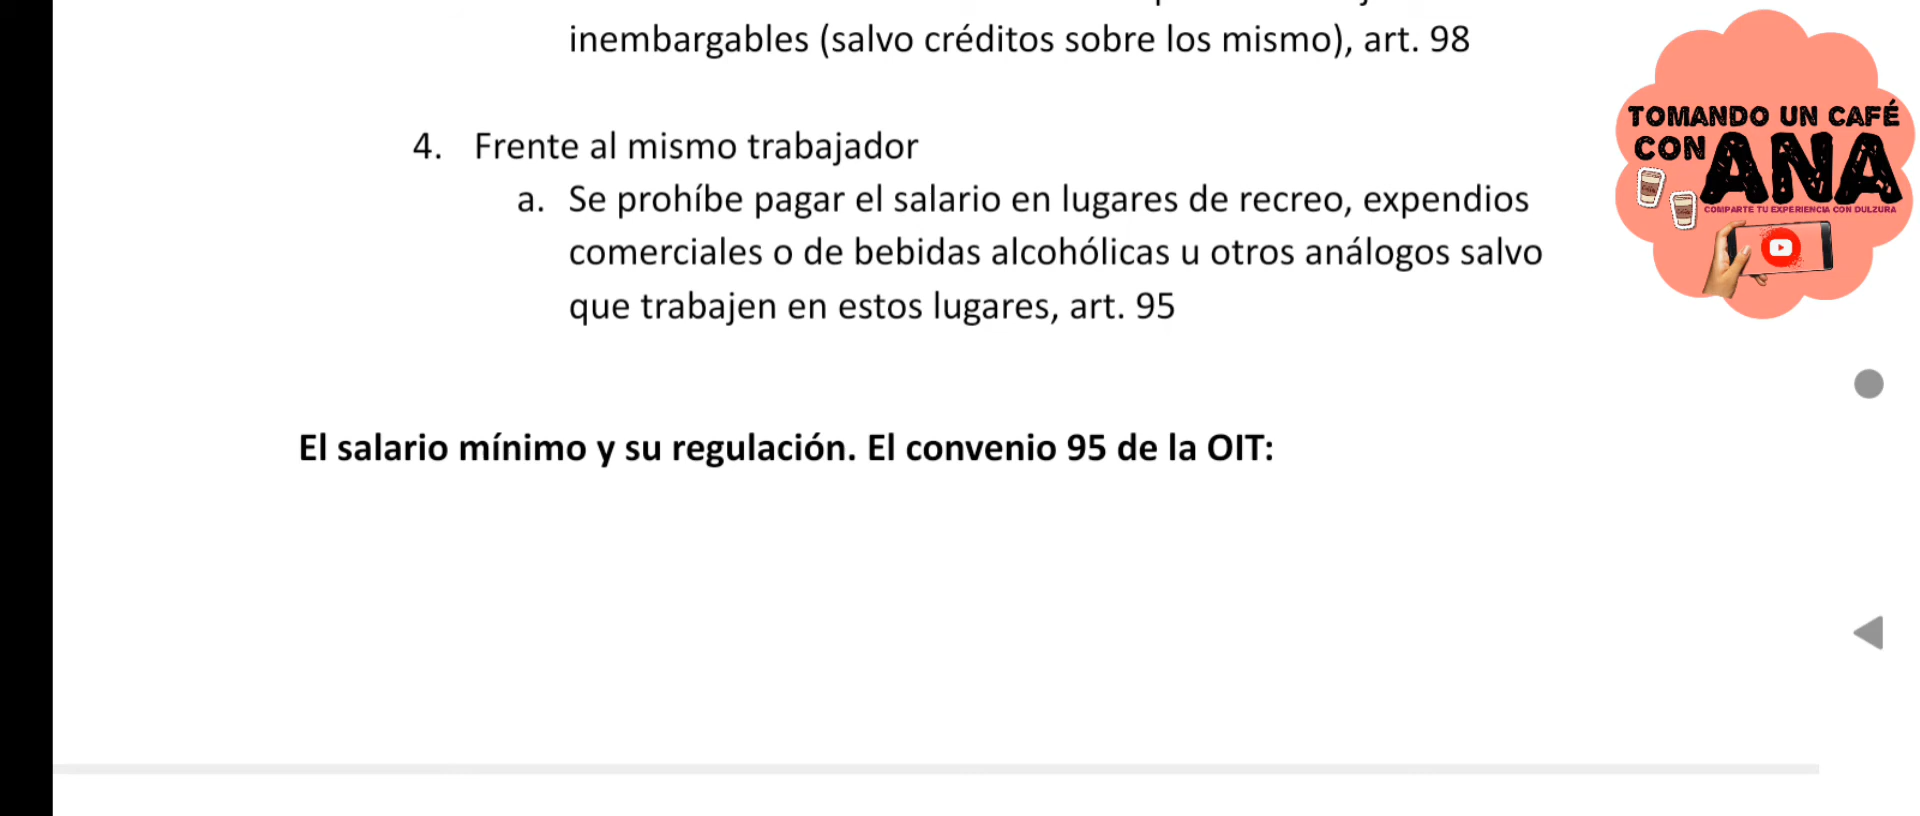 inembargables (salvo créditos sobre los mismo), art. 98
4. Frente al mismo trabajador
a. Se prohíbe pagar el salario en lugares de recreo, expendios
comerciales o de bebidas alcohólicas u otros análogos salvo
que trabajen en estos lugares, art. 95
El salario mínimo y su regulación. El convenio 95 de la OIT:
TOMANDO UN CAFÉ
CON ANA
COMPARTE TU EXPERIENCIA CON DULZURA